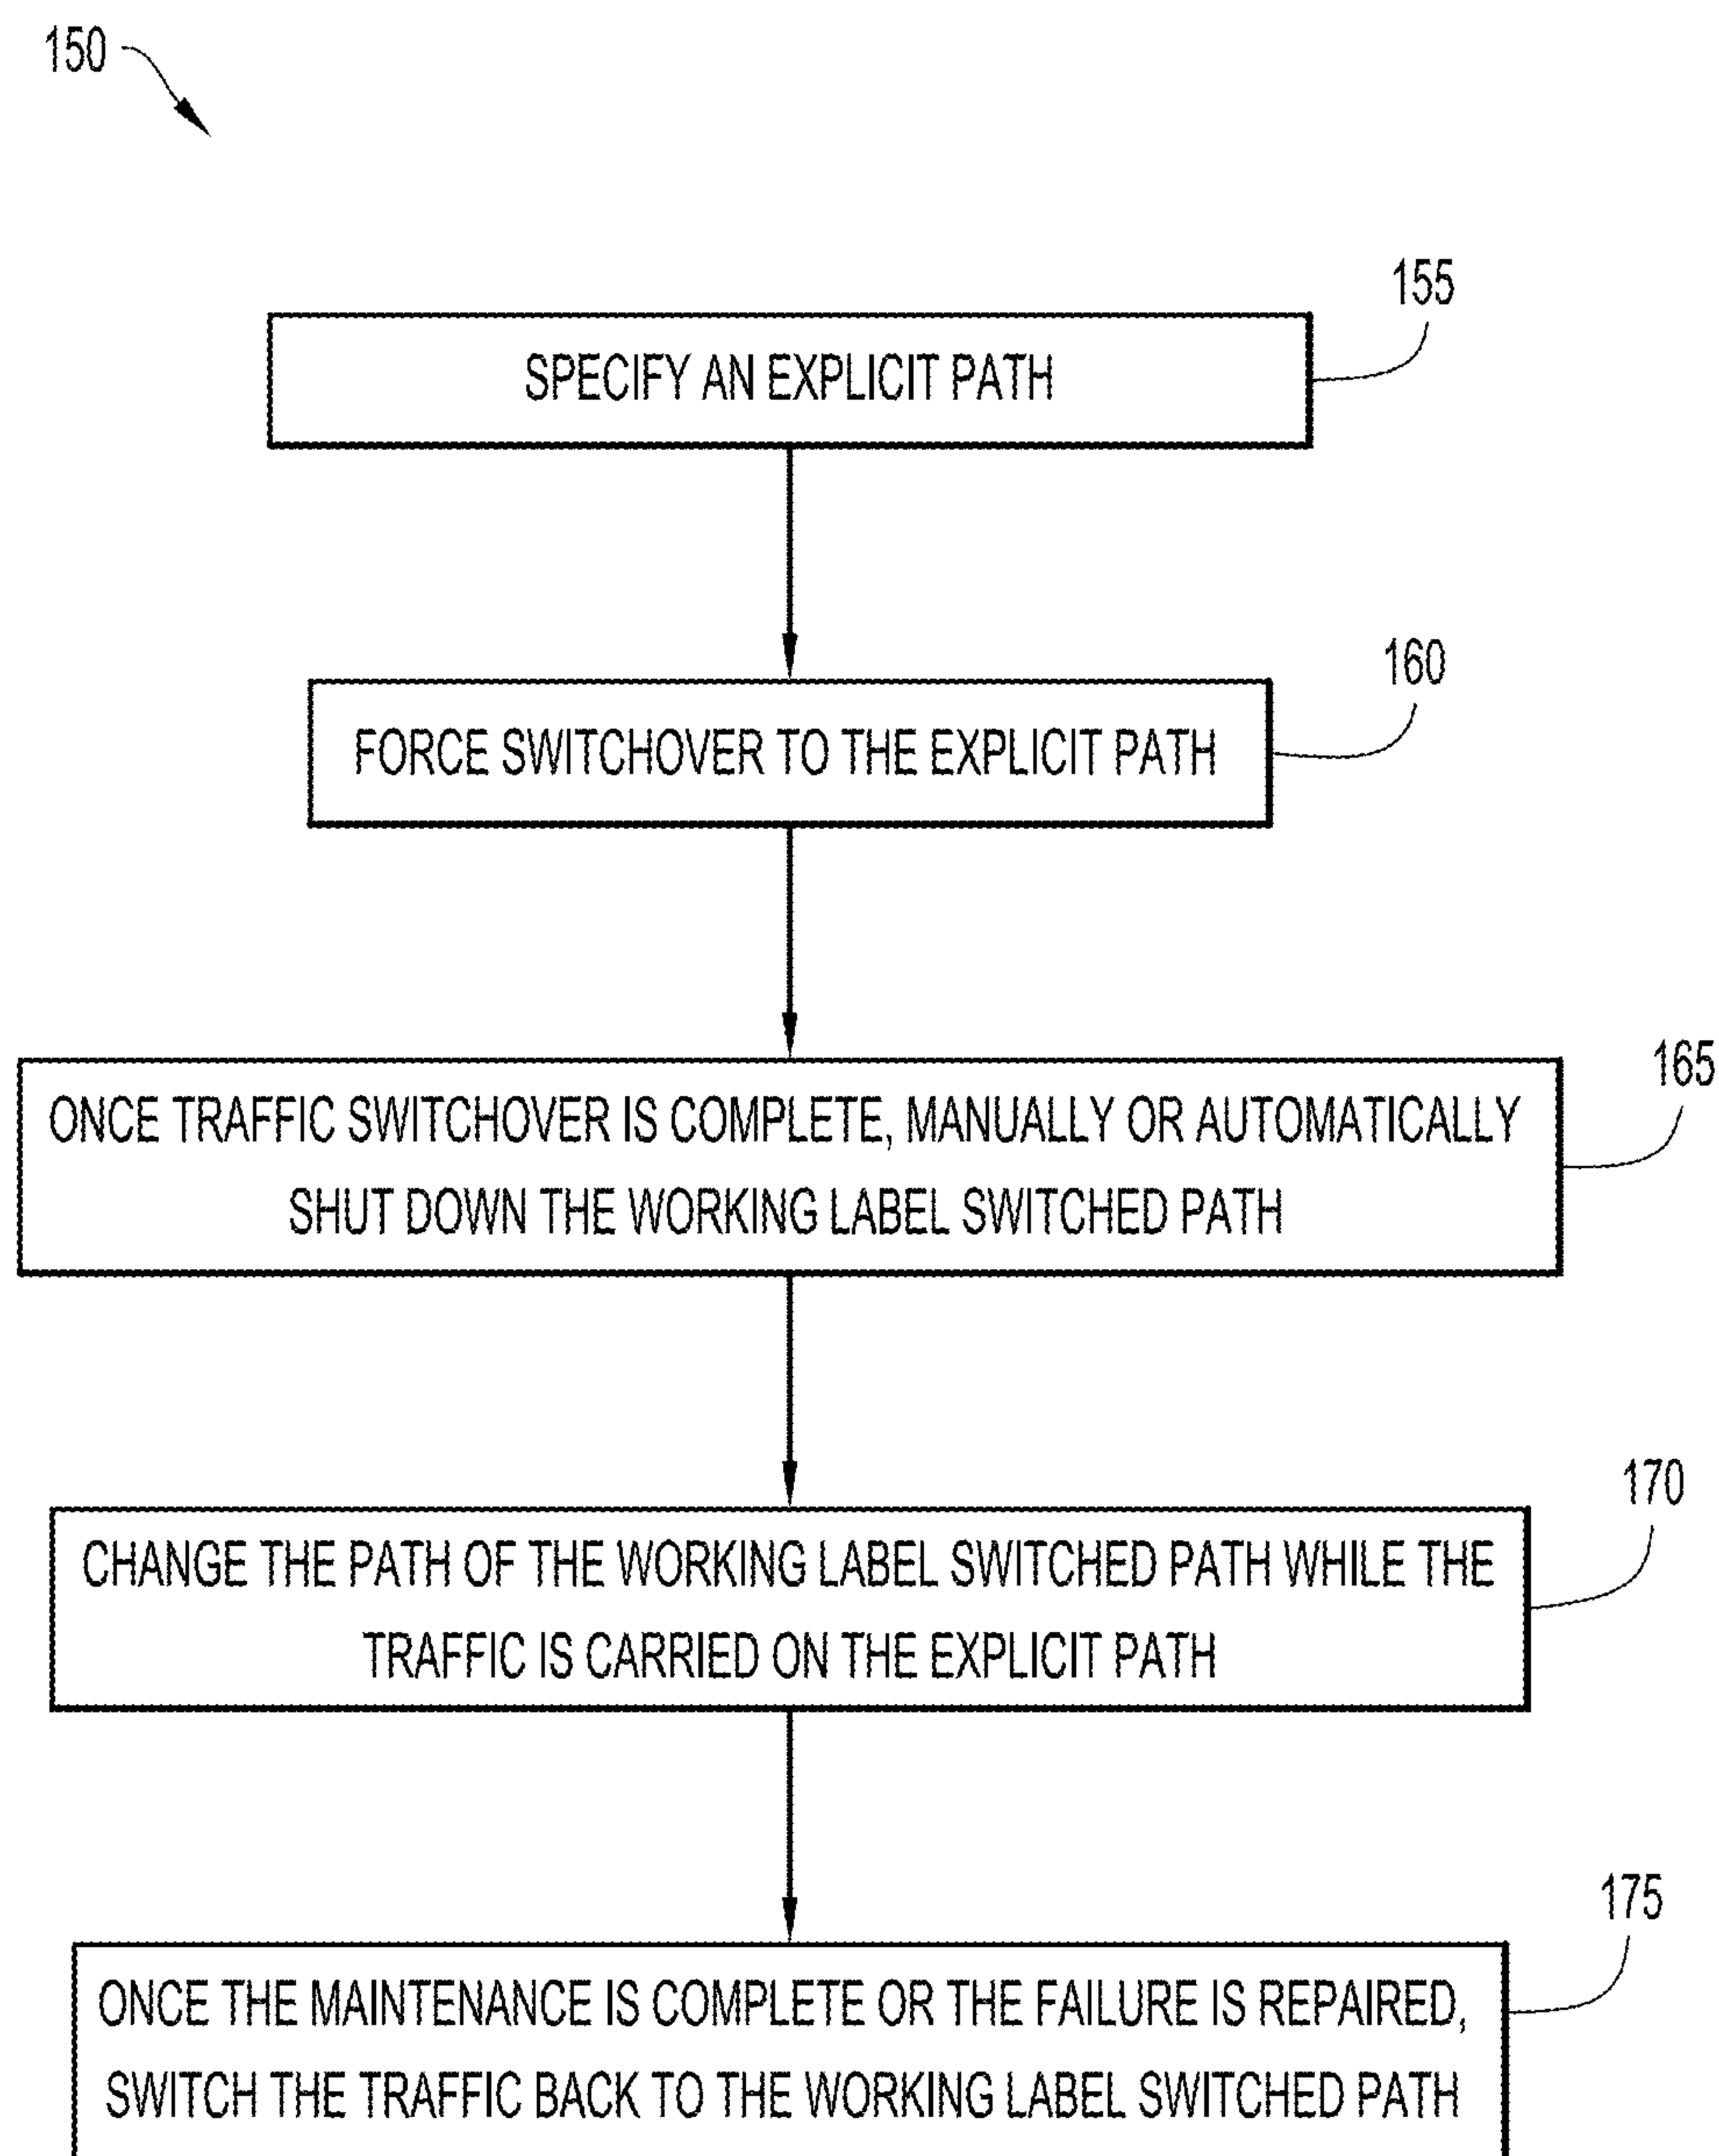 150
155
SPECIFY AN EXPLICIT PATH
160
FORCE SWITCHOVER TO THE EXPLICIT PATH
165
ONCE TRAFFIC SWITCHOVER IS COMPLETE, MANUALLY OR AUTOMATICALLY
SHUT DOWN THE WORKING LABEL SWITCHED PATH
170
CHANGE THE PATH OF THE WORKING LABEL SWITCHED PATH WHILE THE
TRAFFIC IS CARRIED ON THE EXPLICIT PATH
175
ONCE THE MAINTENANCE IS COMPLETE OR THE FAILURE IS REPAIRED,
SWITCH THE TRAFFIC BACK TO THE WORKING LABEL SWITCHED PATH